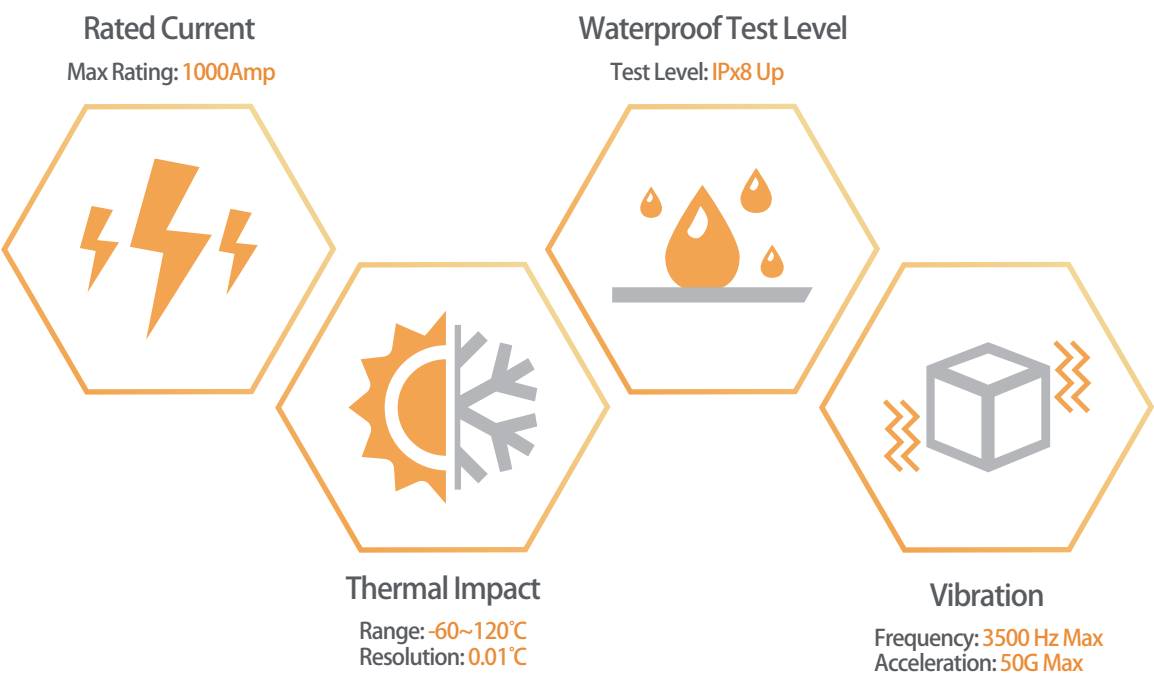 Rated Current
Max Rating: 1000Amp
Waterproof Test Level
Test Level: IPx8 Up
Thermal Impact
Range: -60~120℃
Resolution: 0.01℃
Vibration
Frequency: 3500 Hz Max
Acceleration: 50G Max